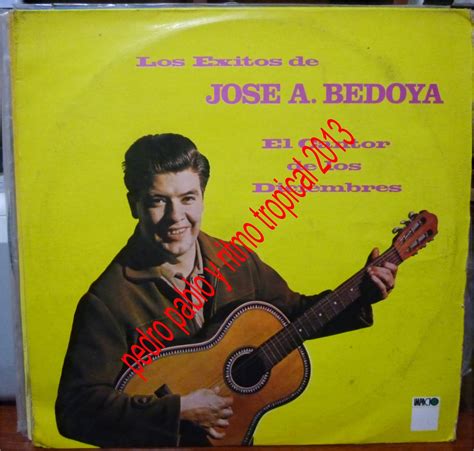 Los Exitos de
JOSE A. BEDOYA
El Cantor
de los
Diciembres
pedro pablo y ritmo tropical 2013